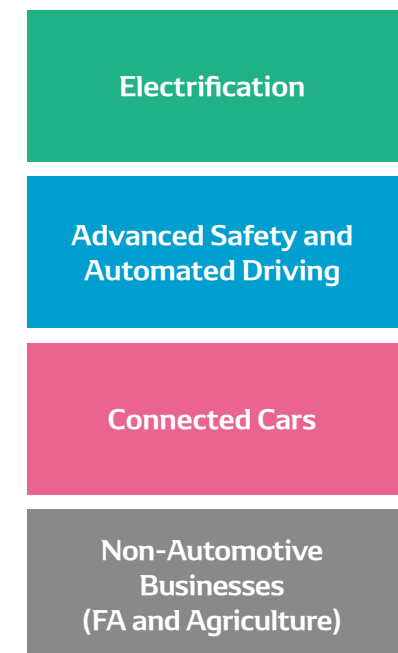 Electrification
Advanced Safety and
Automated Driving
Connected Cars
Non-Automotive
Businesses
(FA and Agriculture)